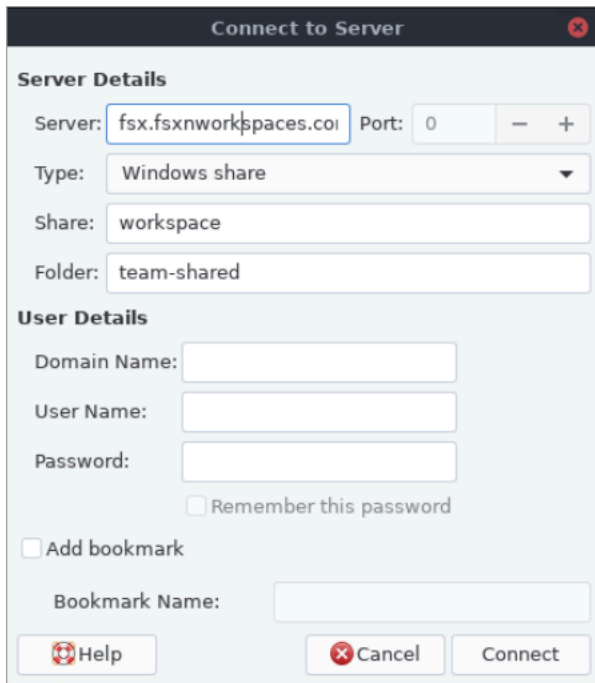 Connect to Server
Server Details
Server: fsx.fsxnworkspaces.co Port: 0
Type: Windows share
Share: workspace
Folder: team-shared
User Details
Domain Name:
User Name:
Password:
Remember this password
Add bookmark
Bookmark Name:
Help Cancel Connect